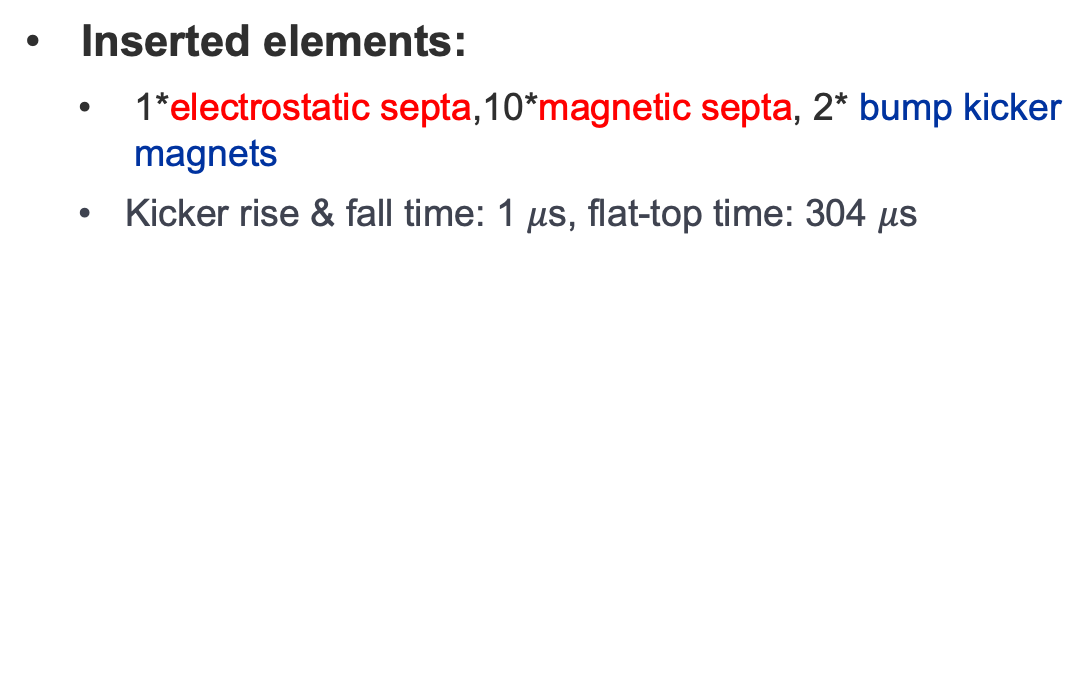 • Inserted elements:
• 1*electrostatic septa,10*magnetic septa, 2* bump kicker
magnets
• Kicker rise & fall time: 1 𝜇s, flat-top time: 304 𝜇s